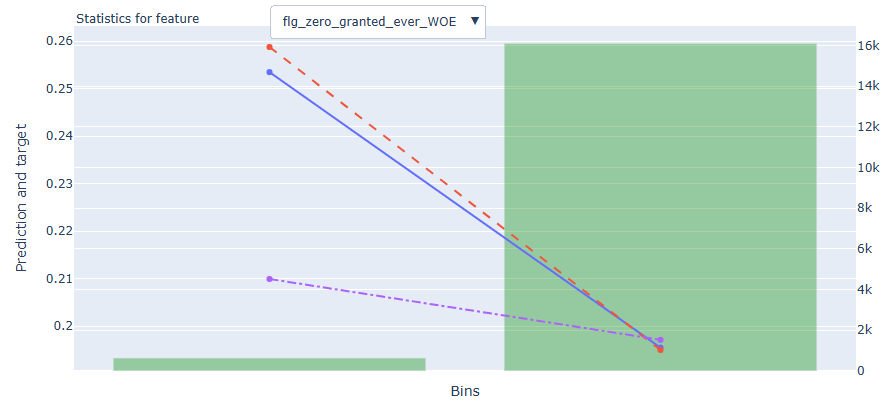 Statistics for feature
flg_zero_granted_ever_WOE ▼
Prediction and target
0.26
0.25
0.24
0.23
0.22
0.21
0.2
16k
14k
12k
10k
8k
6k
4k
2k
0
Bins